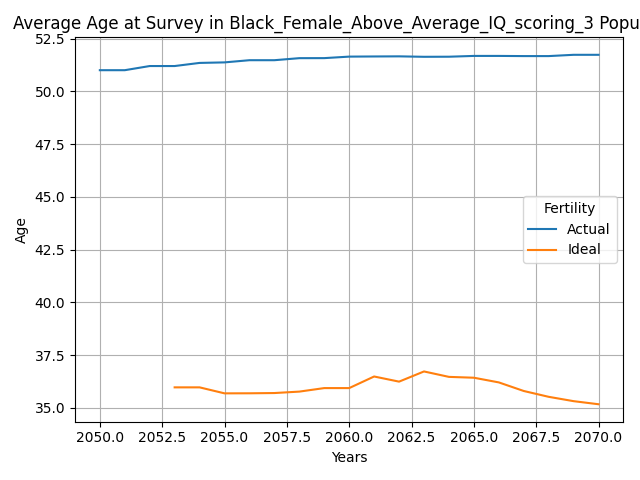 Average Age at Survey in Black_Female_Above_Average_IQ_scoring_3 Popu
52.5
50.0
47.5
45.0
42.5
40.0
37.5
35.0
Age
Fertility
Actual
Ideal
2050.0 2052.5 2055.0 2057.5 2060.0 2062.5 2065.0 2067.5 2070.0
Years